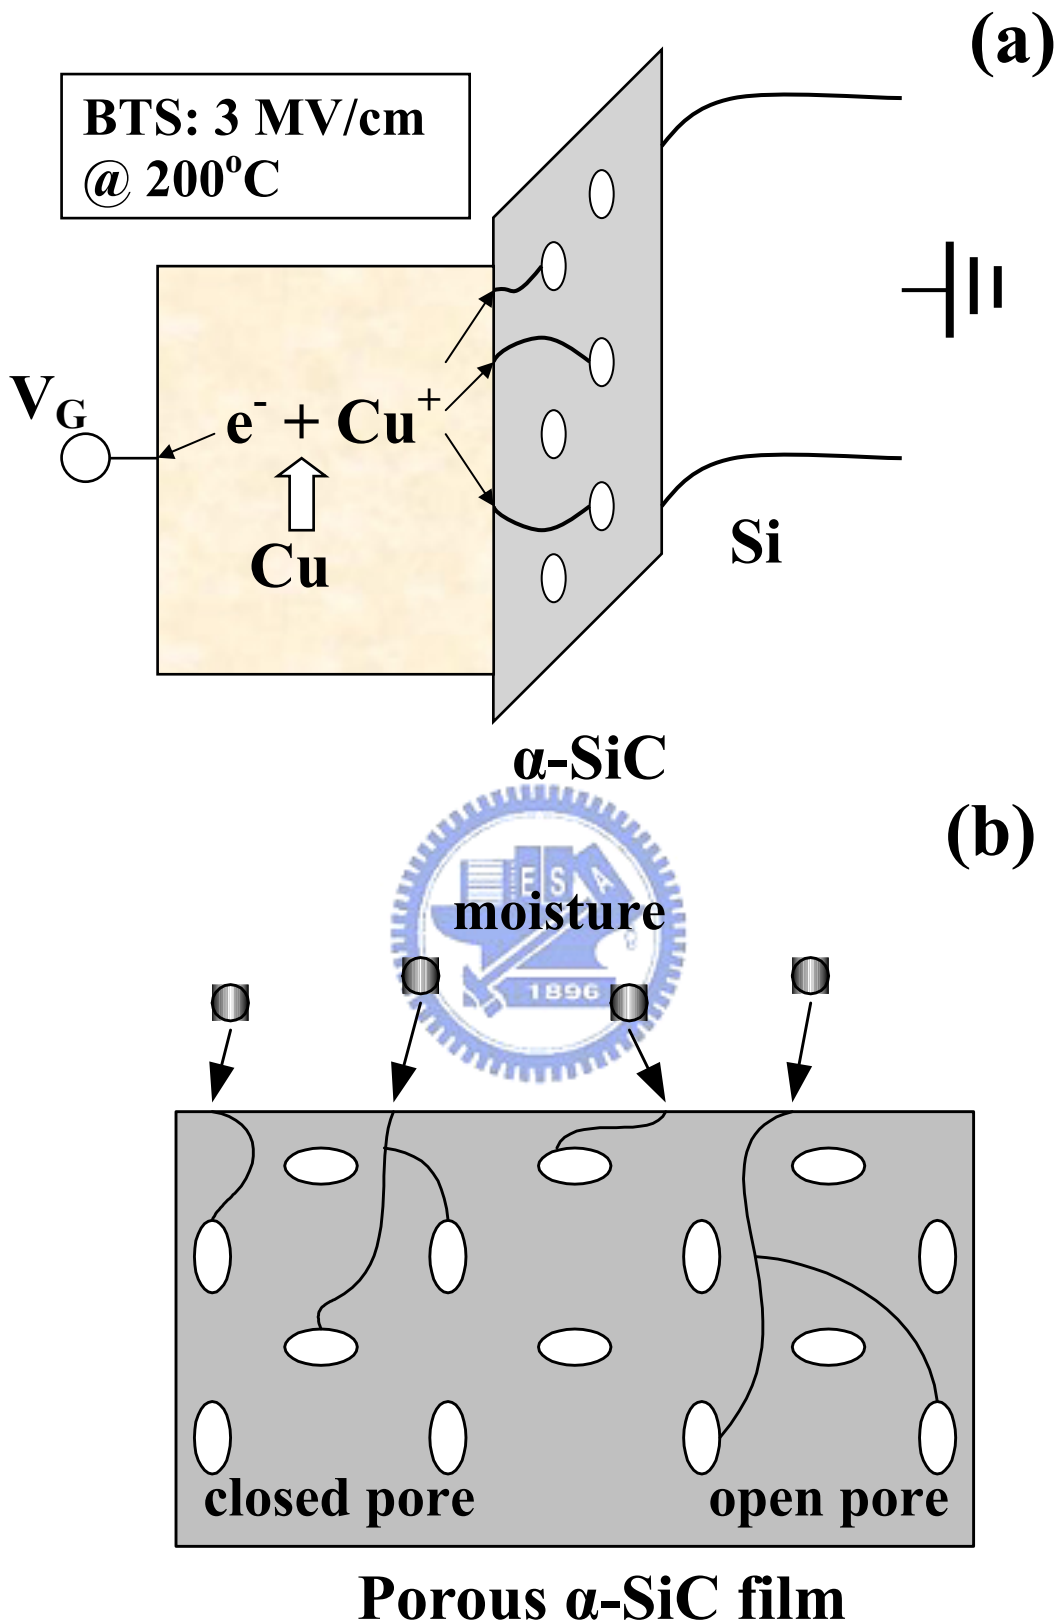 (a)
BTS: 3 MV/cm
@ 200°C
V_G
e⁻ + Cu⁺
Cu
Si
α-SiC
(b)
E S A
moisture
1896
closed pore
open pore
Porous α-SiC film